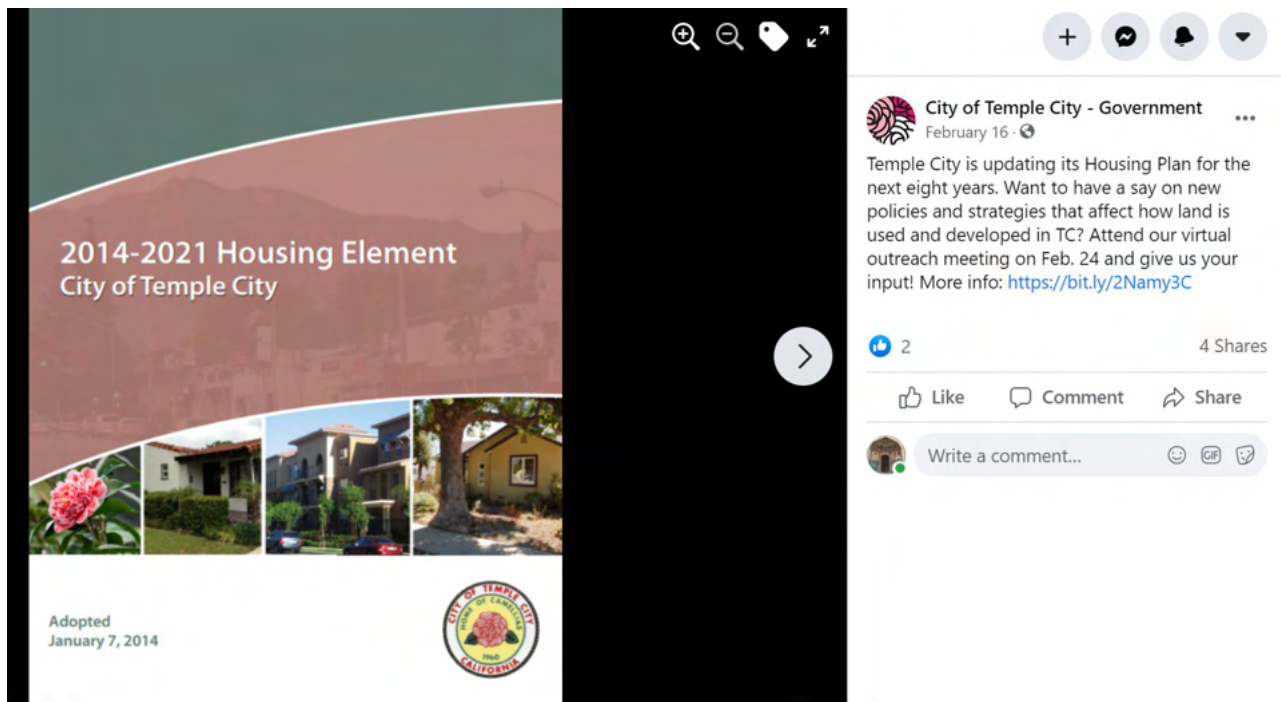 2014-2021 Housing Element
City of Temple City
Adopted
January 7, 2014
CITY OF TEMPLE CITY
HOME OF CAMELLIAS
1960
CALIFORNIA
City of Temple City - Government
February 16 ·
Temple City is updating its Housing Plan for the
next eight years. Want to have a say on new
policies and strategies that affect how land is
used and developed in TC? Attend our virtual
outreach meeting on Feb. 24 and give us your
input! More info: https://bit.ly/2Namy3C
2
4 Shares
Like Comment Share
Write a comment... GIF